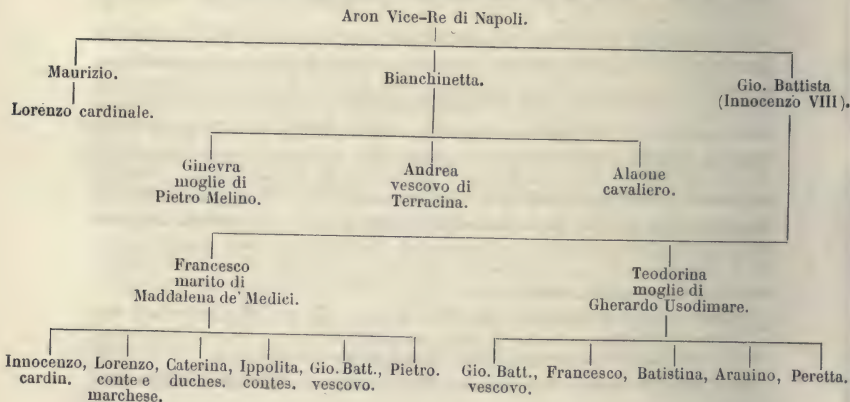 Aron Vice-Re di Napoli.
Maurizio.
Bianchinetta.
Gio. Battista
(Innocenzo VIII).
Lorenzo cardinale.
Ginevra
moglie di
Pietro Melino.
Andrea
vescovo di
Terracina.
Alaone
cavaliero.
Francesco
marito di
Maddalena de' Medici.
Teodorina
moglie di
Gherardo Usodimare.
Innocenzo,
cardin.
Lorenzo,
conte e
marchese.
Caterina,
duches.
Ippolita,
contes.
Gio. Batt.,
vescovo.
Pietro.
Gio. Batt.,
vescovo.
Francesco,
Batistina,
Aranino,
Peretta.